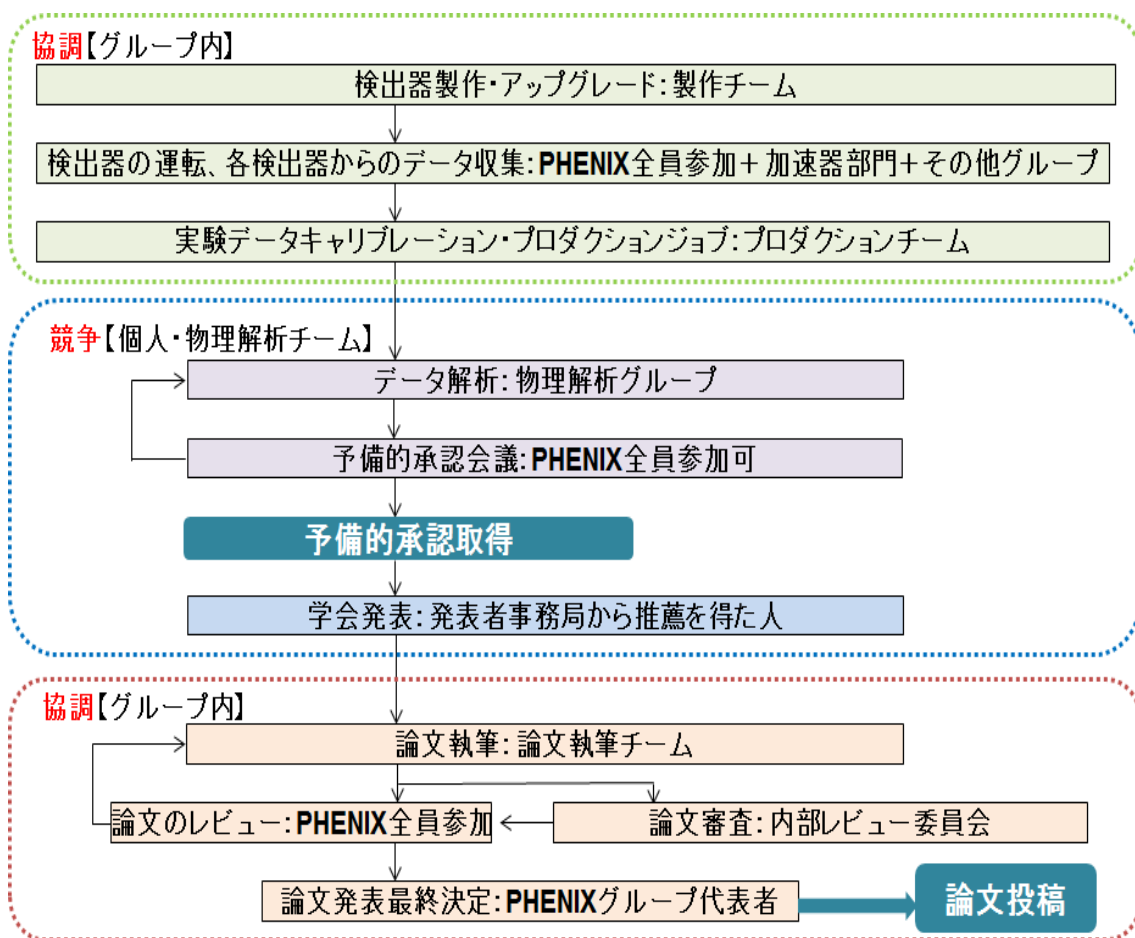 協調【グループ内】
検出器製作・アップグレード：製作チーム
検出器の運転、各検出器からのデータ収集：PHENIX全員参加＋加速器部門＋その他グループ
実験データキャリブレーション・プロダクションジョブ：プロダクションチーム
競争【個人・物理解析チーム】
データ解析：物理解析グループ
予備的承認会議：PHENIX全員参加可
予備的承認取得
学会発表：発表者事務局から推薦を得た人
協調【グループ内】
論文執筆：論文執筆チーム
論文のレビュー：PHENIX全員参加
論文審査：内部レビュー委員会
論文発表最終決定：PHENIXグループ代表者
論文投稿